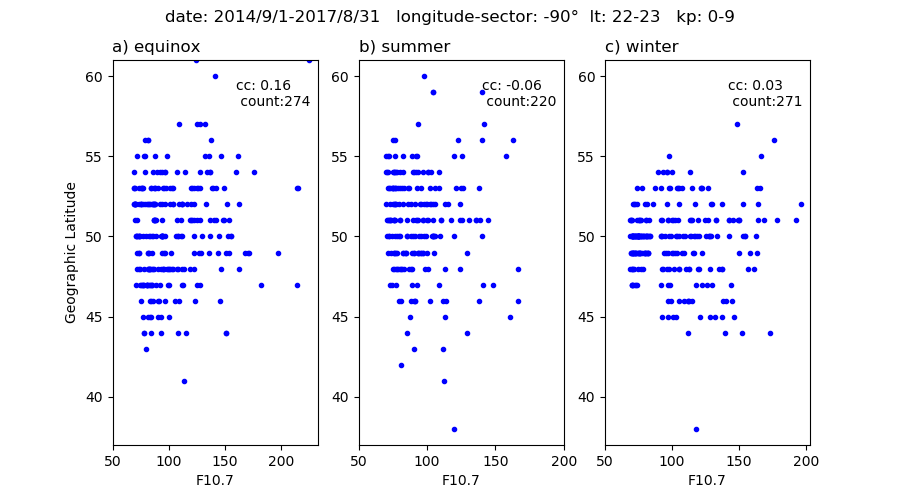 date: 2014/9/1-2017/8/31   longitude-sector: -90°  lt: 22-23   kp: 0-9
a) equinox
b) summer
c) winter
cc: 0.16
count:274
cc: -0.06
count:220
cc: 0.03
count:271
Geographic Latitude
60
55
50
45
40
60
55
50
45
40
60
55
50
45
40
50 100 150 200
50 100 150 200
50 100 150 200
F10.7
F10.7
F10.7